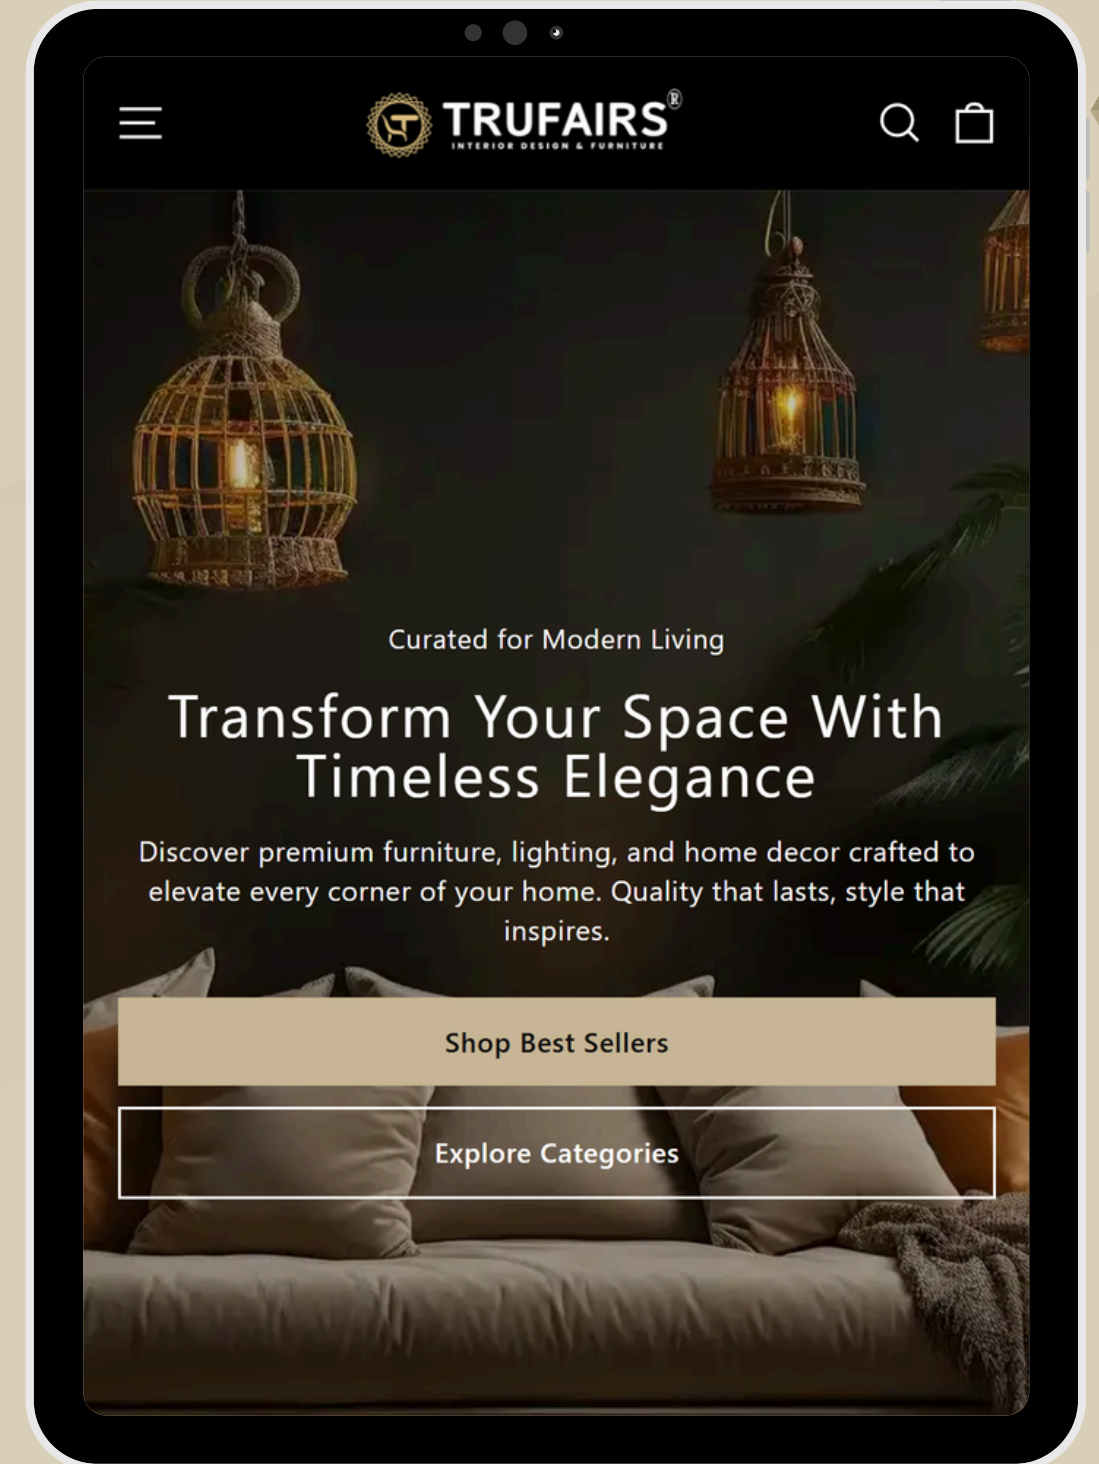 TRUFAIRS®
INTERIOR DESIGN & FURNITURE
Curated for Modern Living
Transform Your Space With
Timeless Elegance
Discover premium furniture, lighting, and home decor crafted to
elevate every corner of your home. Quality that lasts, style that
inspires.
Shop Best Sellers
Explore Categories